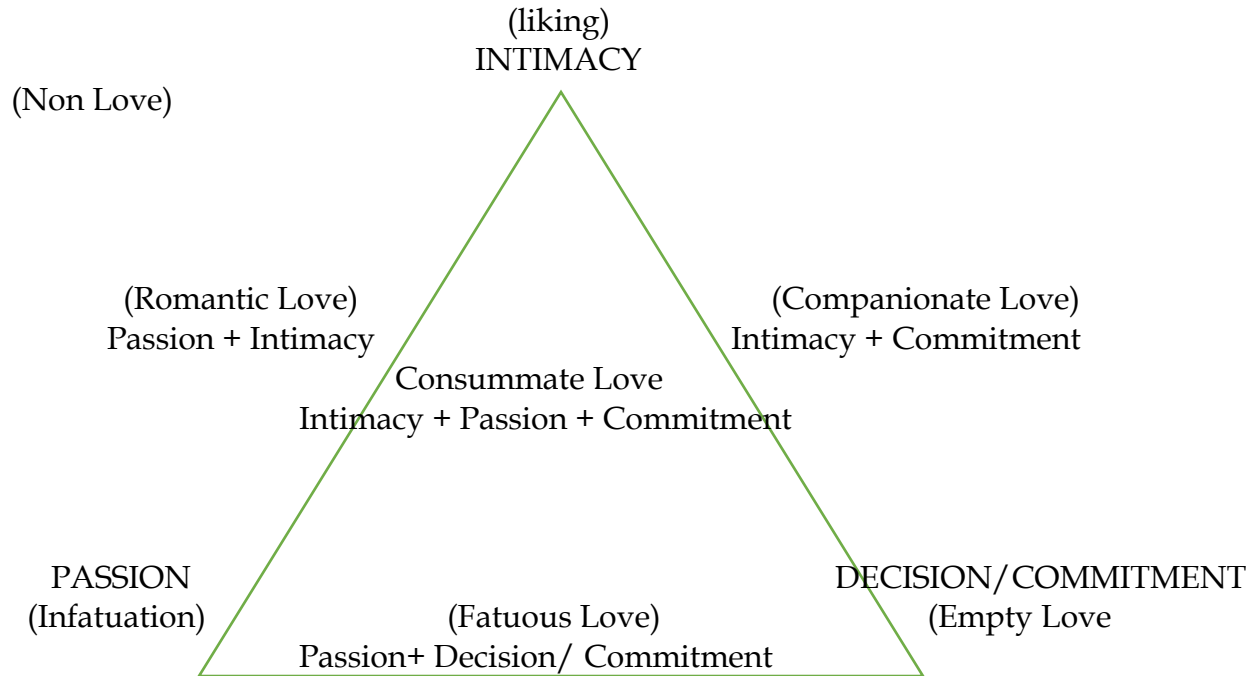 (liking)
INTIMACY
(Non Love)
(Romantic Love)
Passion + Intimacy
(Companionate Love)
Intimacy + Commitment
Consummate Love
Intimacy + Passion + Commitment
PASSION
(Infatuation)
DECISION/COMMITMENT
(Empty Love
(Fatuous Love)
Passion+ Decision/ Commitment